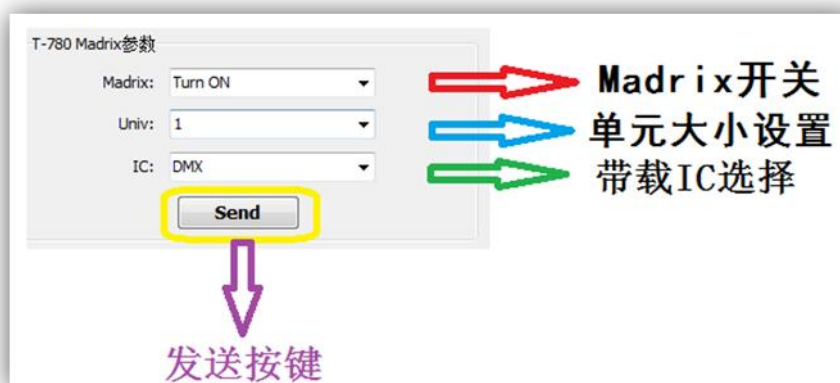 T-780 Madrix参数
Madrix: Turn ON
Madrix开关
Univ: 1
单元大小设置
IC: DMX
带载IC选择
Send
发送按键